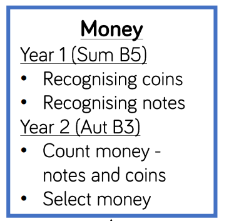 Money
Year 1 (Sum B5)
• Recognising coins
• Recognising notes
Year 2 (Aut B3)
• Count money -
notes and coins
• Select money